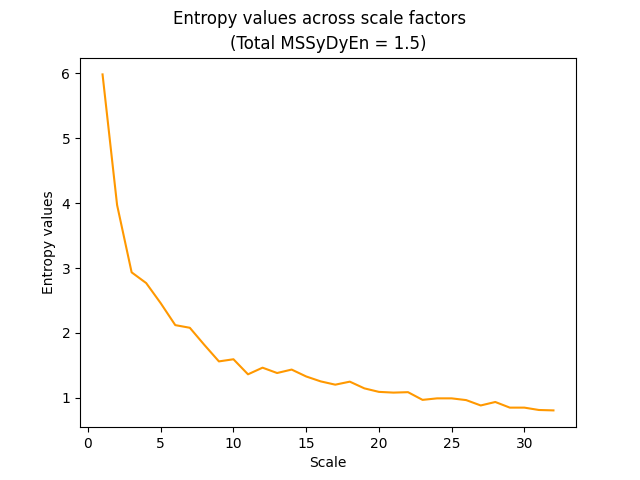 Entropy values across scale factors
(Total MSSyDyEn = 1.5)
6
5
4
3
2
1
Entropy values
0 5 10 15 20 25 30
Scale